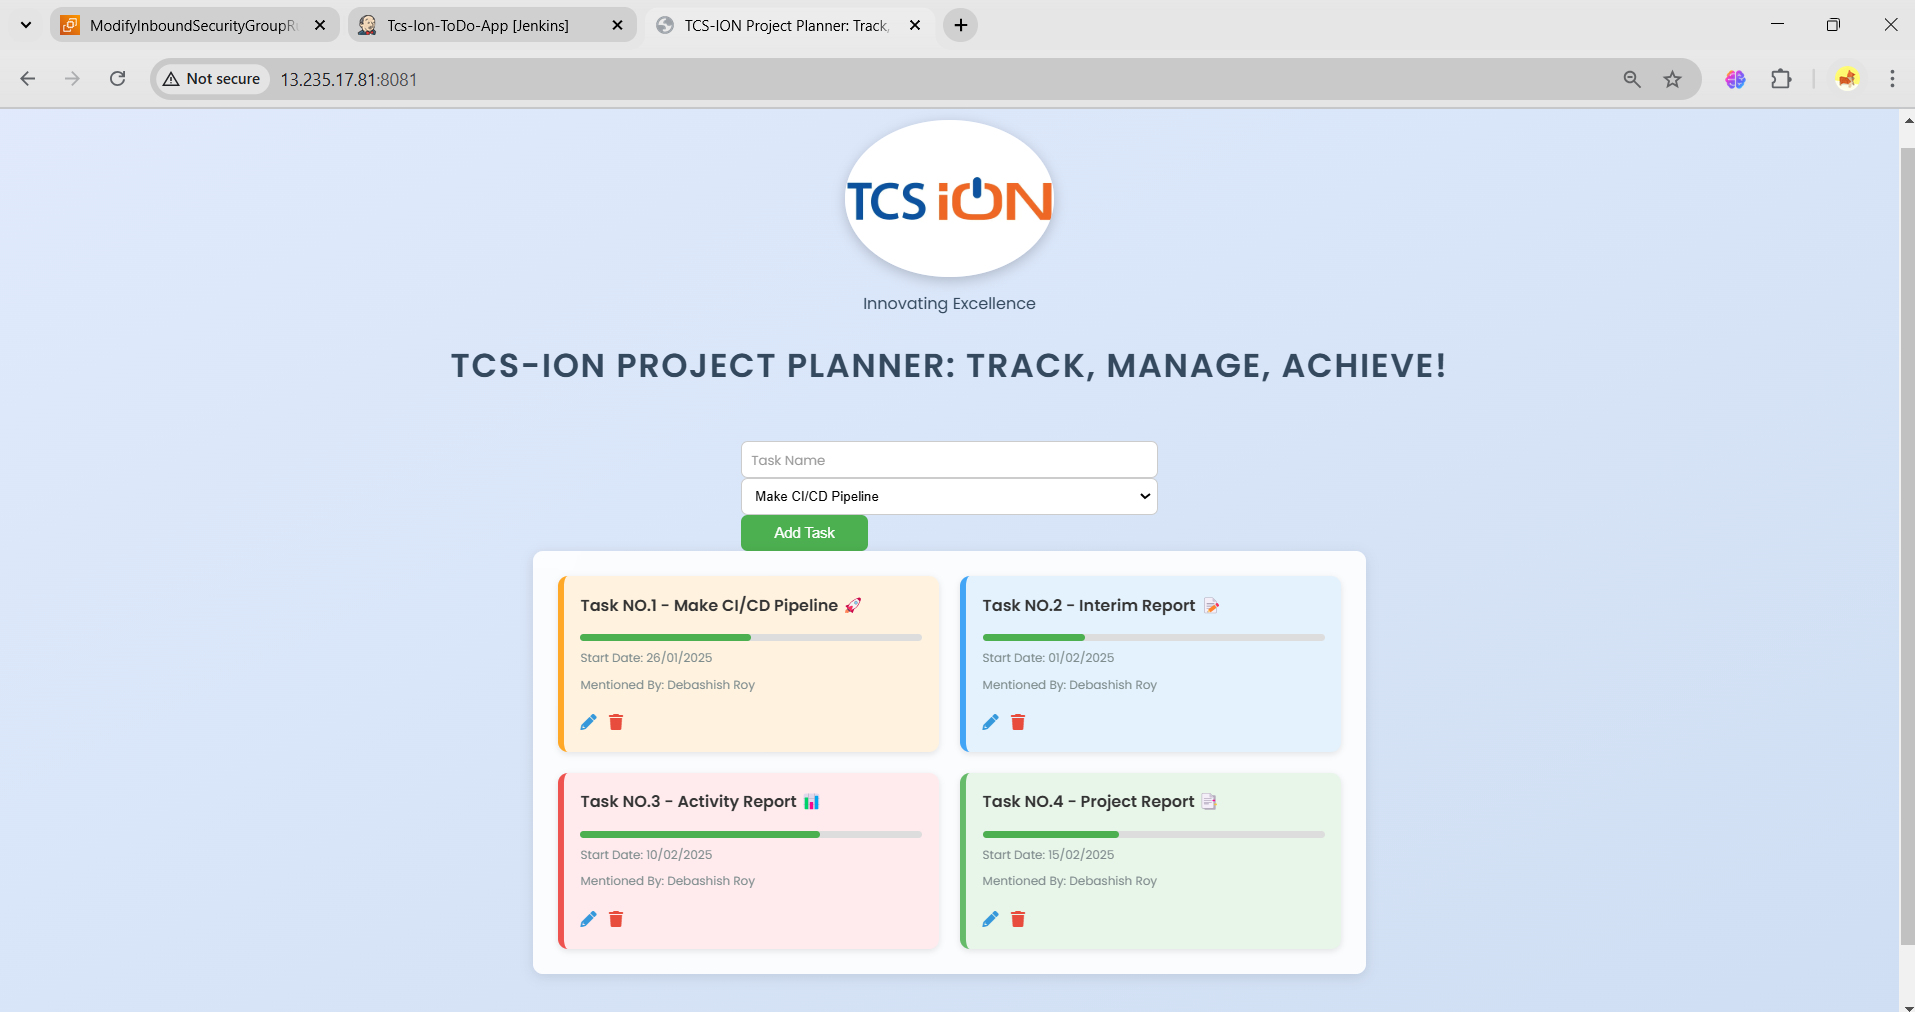 ModifyInboundSecurityGroupRu
Tcs-Ion-ToDo-App [Jenkins]
TCS-ION Project Planner: Track,
Not secure
13.235.17.81:8081
TCS iON
Innovating Excellence
TCS-ION PROJECT PLANNER: TRACK, MANAGE, ACHIEVE!
Task Name
Make CI/CD Pipeline
Add Task
Task NO.1 - Make CI/CD Pipeline 🚀
Start Date: 26/01/2025
Mentioned By: Debashish Roy
Task NO.2 - Interim Report 📝
Start Date: 01/02/2025
Mentioned By: Debashish Roy
Task NO.3 - Activity Report 📊
Start Date: 10/02/2025
Mentioned By: Debashish Roy
Task NO.4 - Project Report 📑
Start Date: 15/02/2025
Mentioned By: Debashish Roy